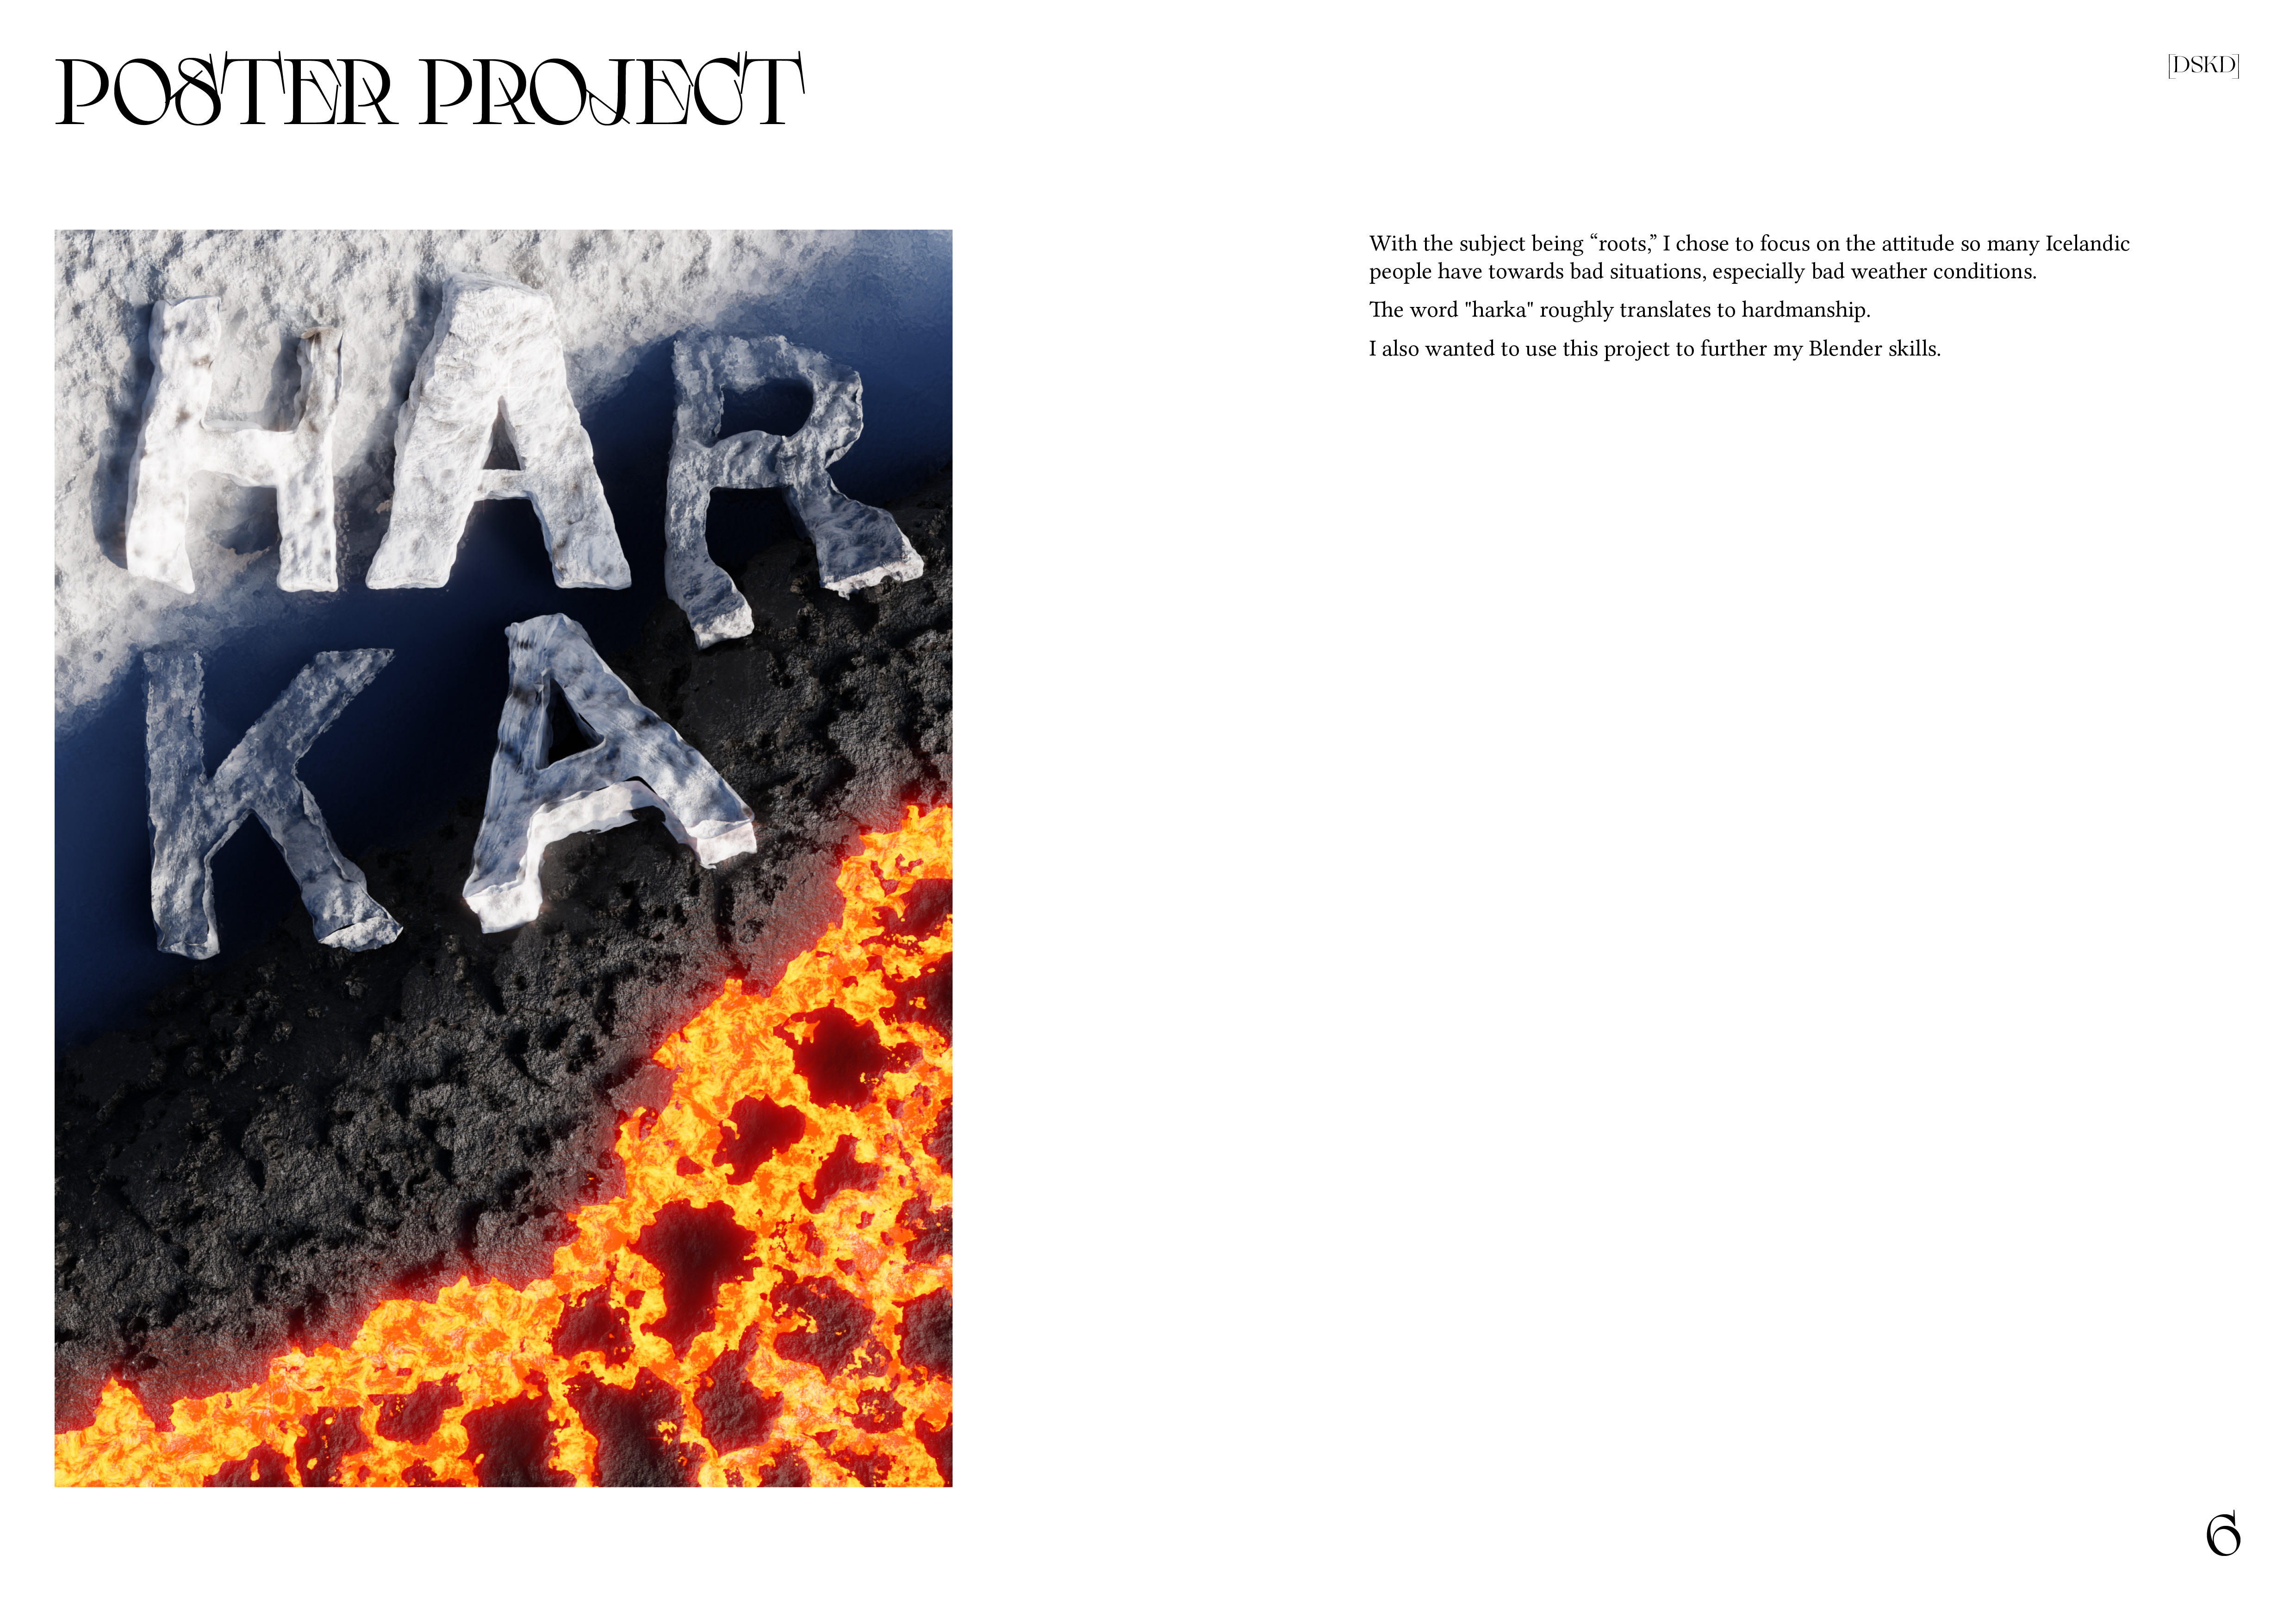 POSTER PROJECT
[DSKD]
HAR
KA
With the subject being “roots,” I chose to focus on the attitude so many Icelandic
people have towards bad situations, especially bad weather conditions.
The word "harka" roughly translates to hardmanship.
I also wanted to use this project to further my Blender skills.
6